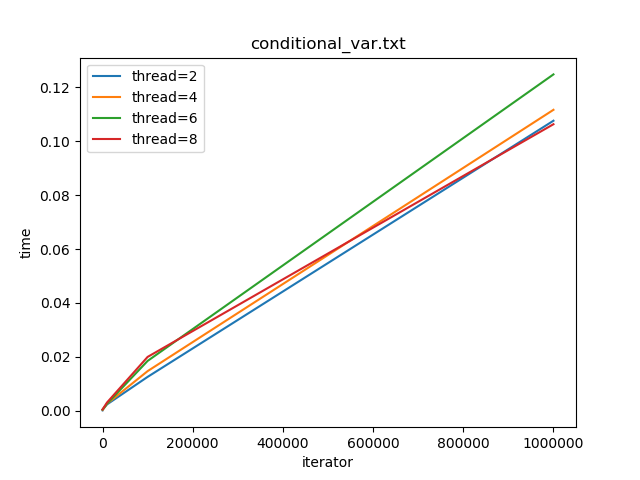 conditional_var.txt
thread=2
thread=4
thread=6
thread=8
0.12
0.10
0.08
0.06
0.04
0.02
0.00
time
0 200000 400000 600000 800000 1000000
iterator